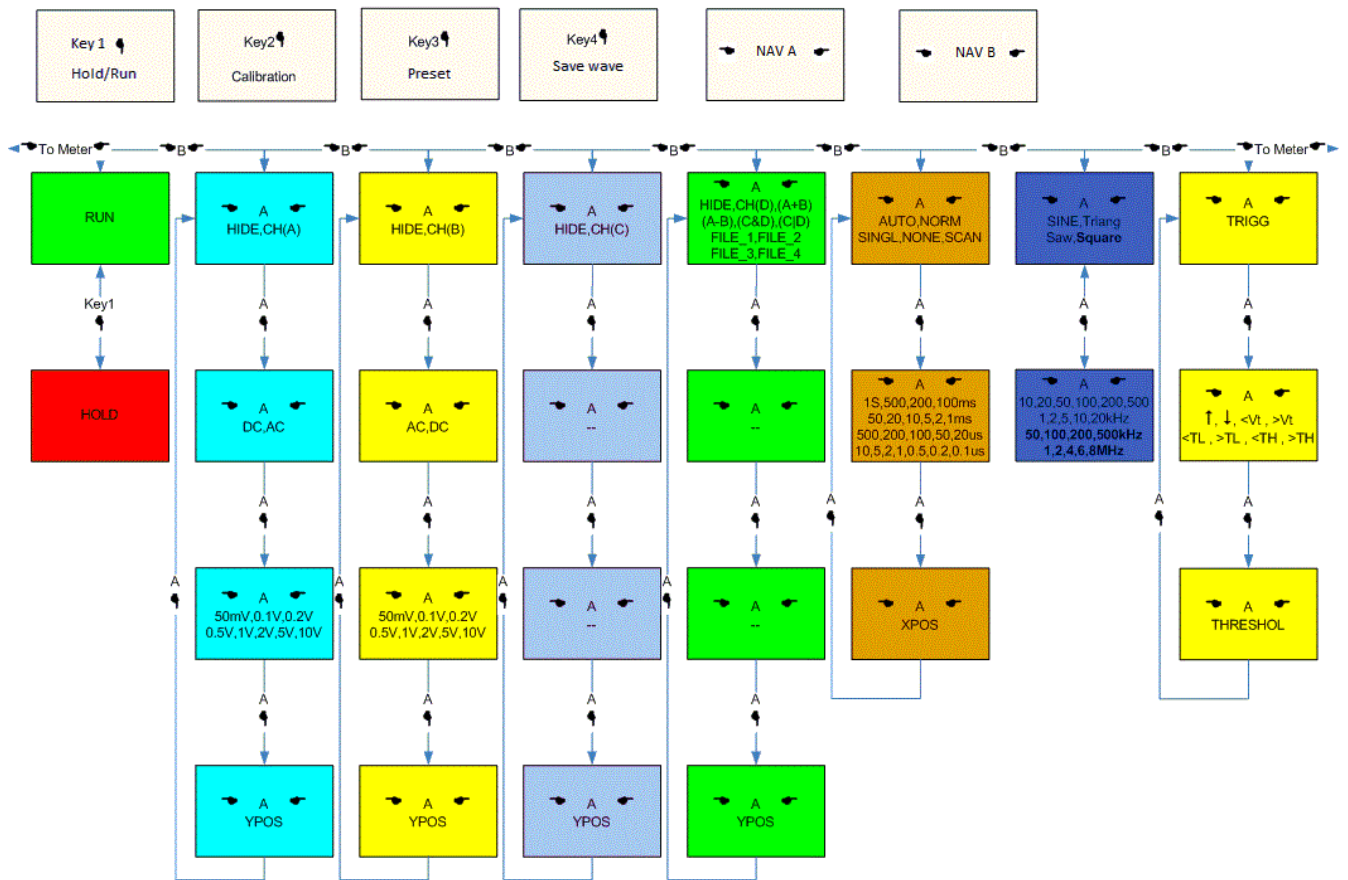 Key 1
Hold/Run
Key2
Calibration
Key3
Preset
Key4
Save wave
NAV A
NAV B
To Meter
B
B
B
B
B
B
B
To Meter
RUN
A
HIDE,CH(A)
A
HIDE,CH(B)
A
HIDE,CH(C)
A
HIDE,CH(D),(A+B)
(A-B),(C&D),(C|D)
FILE_1,FILE_2
FILE_3,FILE_4
A
AUTO,NORM
SINGL,NONE,SCAN
A
SINE,Triang
Saw,Square
A
TRIGG
Key1
A
A
A
A
A
A
A
HOLD
A
DC,AC
A
AC,DC
A
--
A
--
A
1S,500,200,100ms
50,20,10,5,2,1ms
500,200,100,50,20us
10,5,2,1,0.5,0.2,0.1us
A
10,20,50,100,200,500
1,2,5,10,20kHz
50,100,200,500kHz
1,2,4,6,8MHz
A
↑, ↓, <Vt , >Vt
<TL , >TL , <TH , >TH
A
A
A
A
A
A
A
A
A
A
A
A
A
50mV,0.1V,0.2V
0.5V,1V,2V,5V,10V
A
50mV,0.1V,0.2V
0.5V,1V,2V,5V,10V
A
--
A
--
A
XPOS
A
THRESHOL
A
A
A
A
A
YPOS
A
YPOS
A
YPOS
A
YPOS